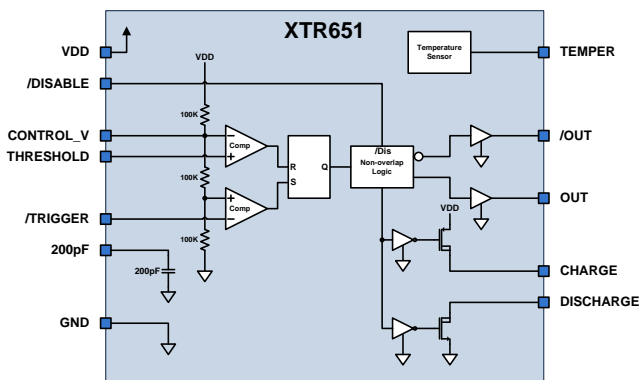 XTR651
VDD
/DISABLE
CONTROL_V
THRESHOLD
/TRIGGER
200pF
GND
VDD
100K
100K
100K
200pF
Comp
Comp
R
S
Q
/Dis
Non-overlap
Logic
Temperature
Sensor
VDD
TEMPER
/OUT
OUT
CHARGE
DISCHARGE